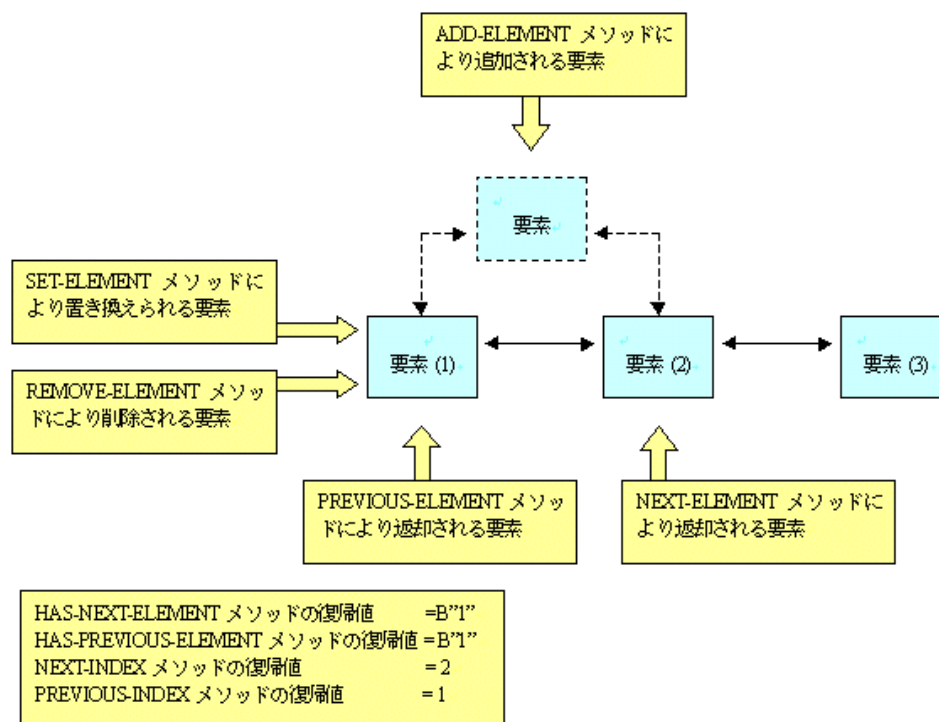 ADD-ELEMENT メソッドに
より追加される要素
要素
SET-ELEMENT メソッドに
より置き換えられる要素
要素 (1)
要素 (2)
要素 (3)
REMOVE-ELEMENT メソッ
ドにより削除される要素
PREVIOUS-ELEMENT メソッ
ドにより返却される要素
NEXT-ELEMENT メソッドに
より返却される要素
HAS-NEXT-ELEMENT メソッドの復帰値 =B"1"
HAS-PREVIOUS-ELEMENT メソッドの復帰値 =B"1"
NEXT-INDEX メソッドの復帰値 = 2
PREVIOUS-INDEX メソッドの復帰値 = 1